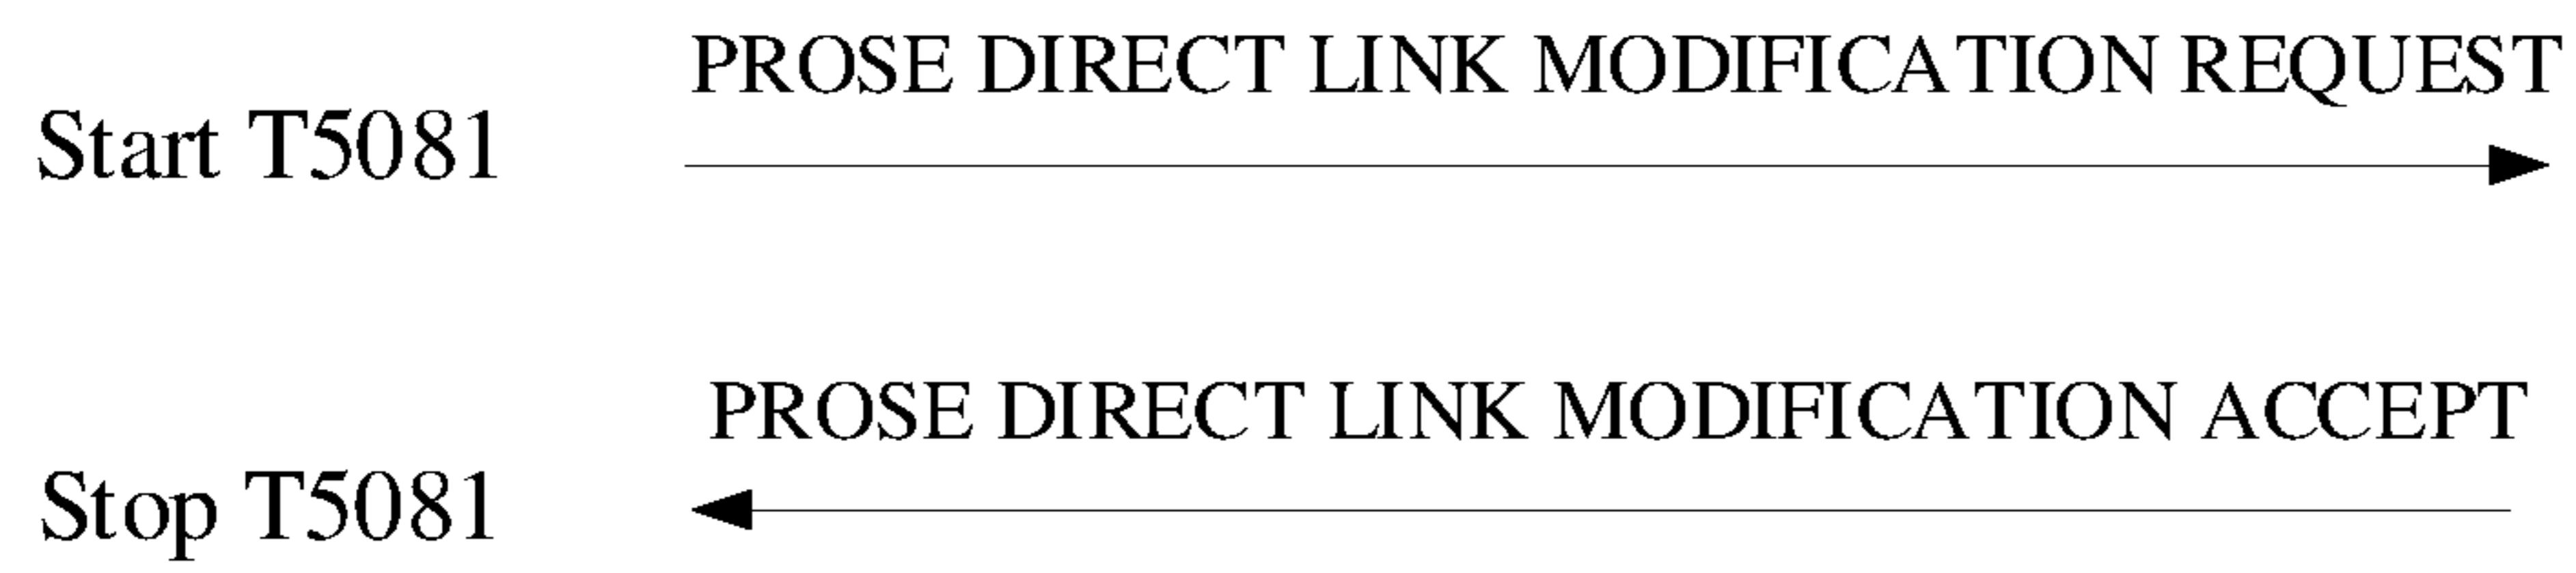 PROSE DIRECT LINK MODIFICATION REQUEST
Start T5081
PROSE DIRECT LINK MODIFICATION ACCEPT
Stop T5081